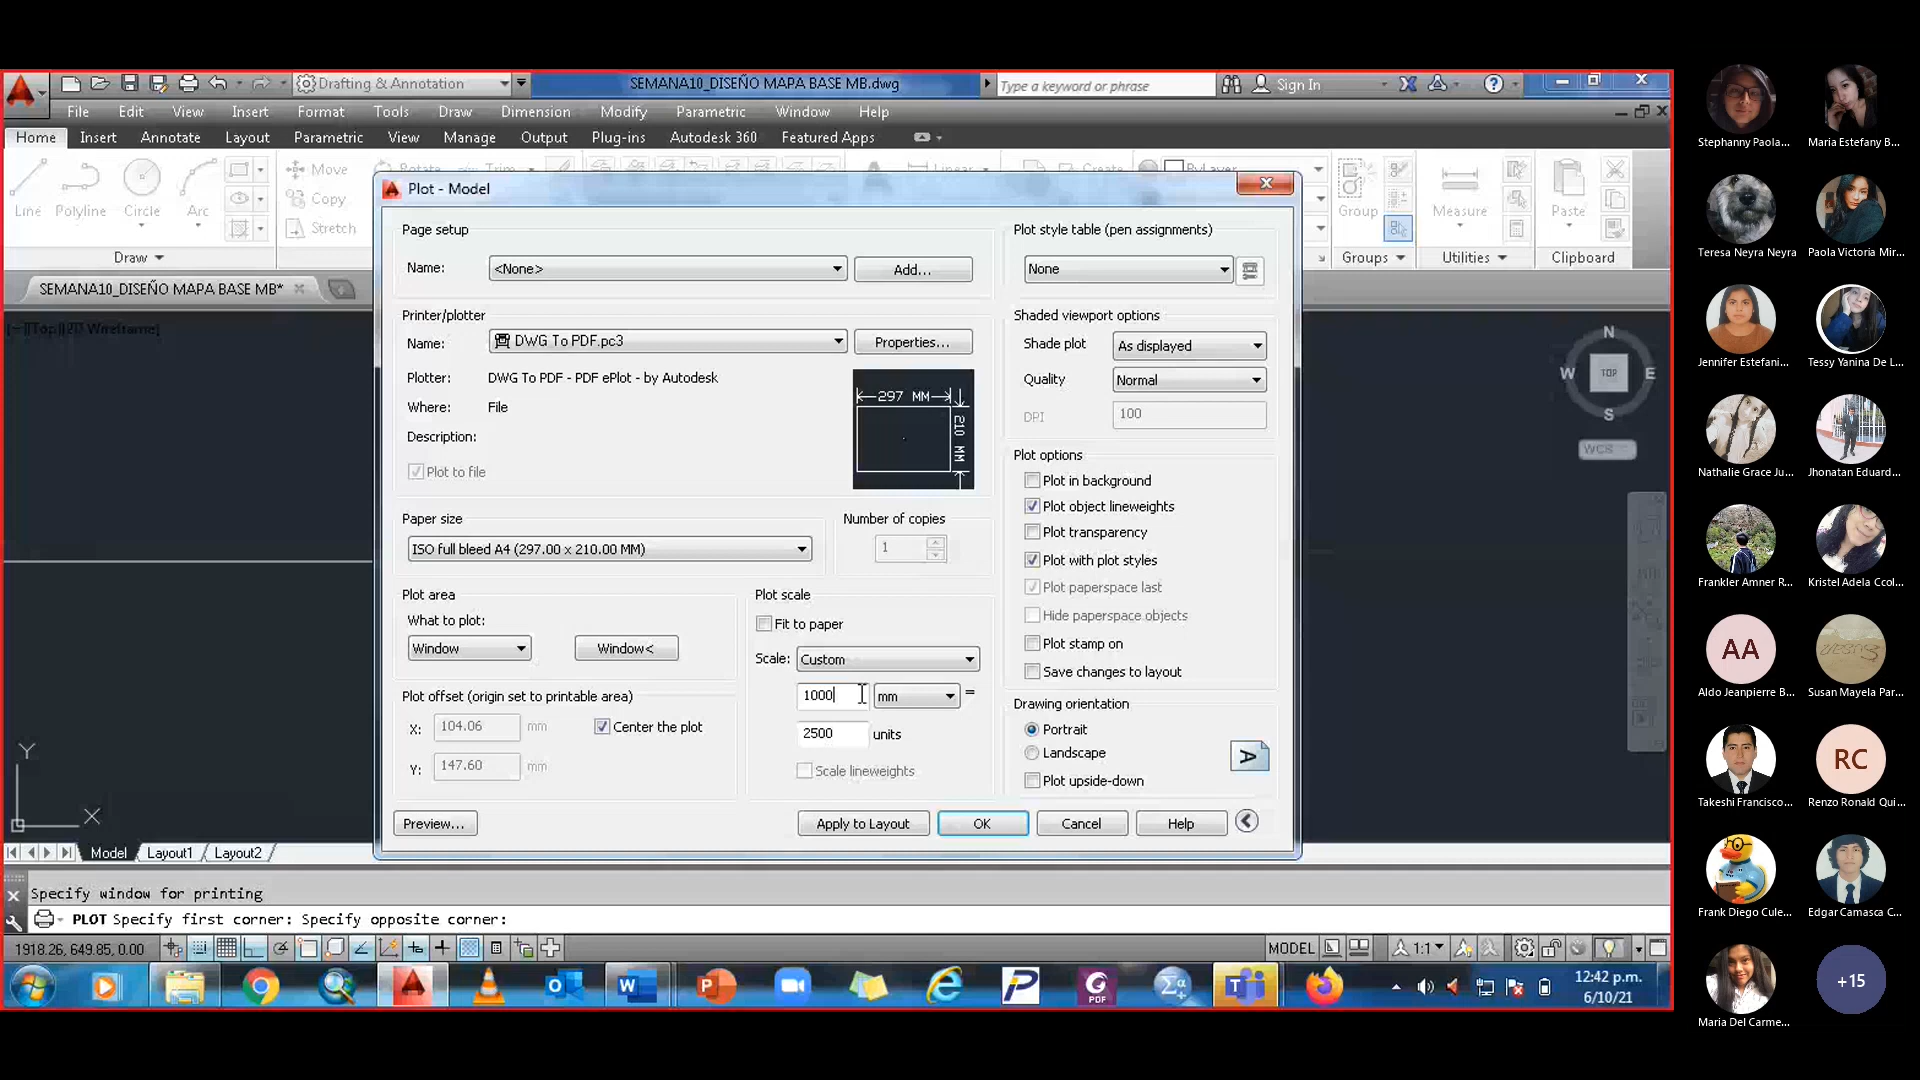 Drafting & Annotation
SEMANA10_DISEÑO MAPA BASE MB.dwg
Type a keyword or phrase
Sign In
File Edit View Insert Format Tools Draw Dimension Modify Parametric Window Help
Home Insert Annotate Layout Parametric View Manage Output Plug-ins Autodesk 360 Featured Apps
Line Polyline Circle Arc
Move
Copy
Stretch
Rotate
Trim
Linear
Create
ByLayer
Group
Measure
Paste
Draw
Groups
Utilities
Clipboard
SEMANA10_DISEÑO MAPA BASE MB*
[-][Top][2D Wireframe]
Plot - Model
Page setup
Name: <None> Add...
Printer/plotter
Name: DWG To PDF.pc3 Properties...
Plotter: DWG To PDF - PDF ePlot - by Autodesk
Where: File
Description:
Plot to file
297 MM
210 MM
Paper size
ISO full bleed A4 (297.00 x 210.00 MM)
Number of copies
1
Plot area
What to plot:
Window Window<
Plot offset (origin set to printable area)
X: 104.06 mm Center the plot
Y: 147.60 mm
Plot scale
Fit to paper
Scale: Custom
1000 mm =
2500 units
Scale lineweights
Plot style table (pen assignments)
None
Shaded viewport options
Shade plot As displayed
Quality Normal
DPI 100
Plot options
Plot in background
Plot object lineweights
Plot transparency
Plot with plot styles
Plot paperspace last
Hide paperspace objects
Plot stamp on
Save changes to layout
Drawing orientation
Portrait
Landscape
Plot upside-down
A
Preview... Apply to Layout OK Cancel Help
N
W TOP E
S
WCS
Y
X
Model Layout1 Layout2
Specify window for printing
PLOT Specify first corner: Specify opposite corner:
1918.26, 649.85, 0.00
MODEL
1:1
12:42 p.m.
6/10/21
Stephanny Paola... Maria Estefany B...
Teresa Neyra Neyra Paola Victoria Mir...
Jennifer Estefani... Tessy Yanina De L...
Nathalie Grace Ju... Jhonatan Eduard...
Frankler Amner R... Kristel Adela Ccol...
AA
Aldo Jeanpierre B... Susan Mayela Par...
RC
Takeshi Francisco... Renzo Ronald Qui...
Frank Diego Cule... Edgar Camasca C...
+15
Maria Del Carme...